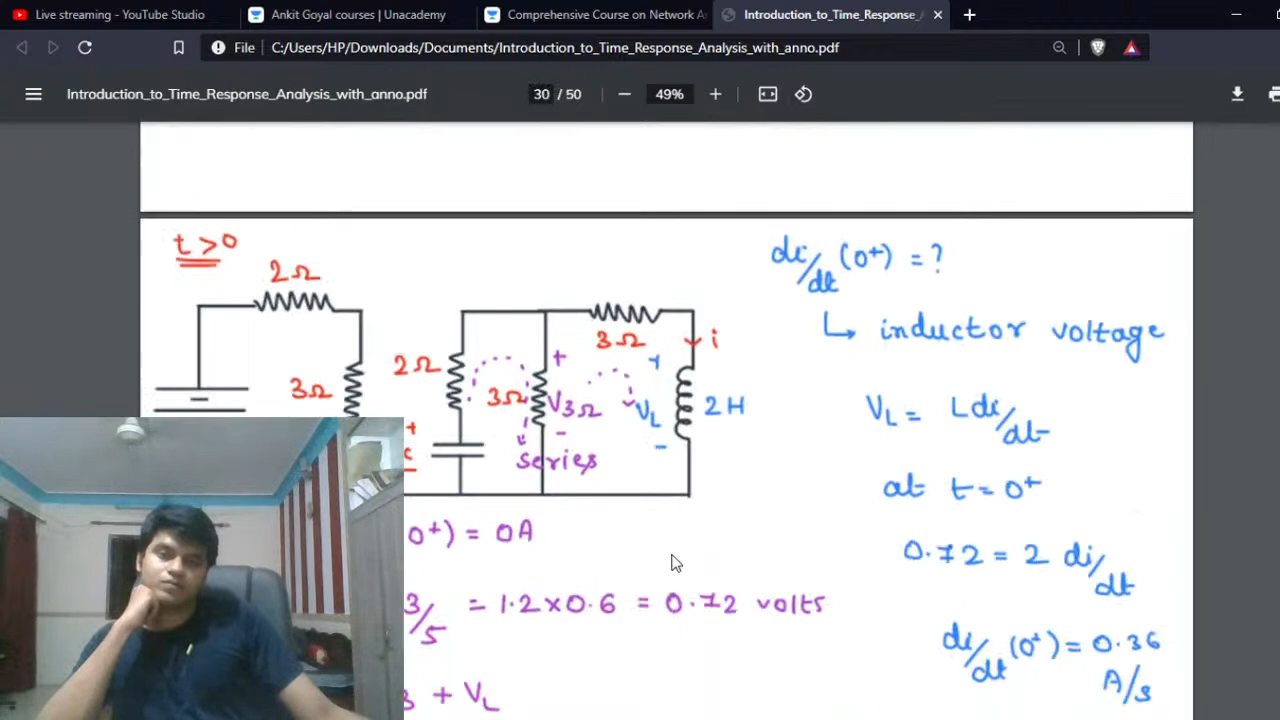 Live streaming - YouTube Studio
Ankit Goyal courses | Unacademy
Comprehensive Course on Network A
Introduction_to_Time_Response_
File
C:/Users/HP/Downloads/Documents/Introduction_to_Time_Response_Analysis_with_anno.pdf
Introduction_to_Time_Response_Analysis_with_anno.pdf
30 / 50
49%
t > 0
2Ω
3Ω
2Ω
+
c
3Ω
+
V3Ω
-
series
3Ω
i
+
VL
-
2 H
0+) = 0A
3/5 = 1.2 x 0.6 = 0.72 volts
3 + VL
di/dt (0+) = ?
↳ inductor voltage
VL = L di/dt
at t = 0+
0.72 = 2 di/dt
di/dt (0+) = 0.36
A/s